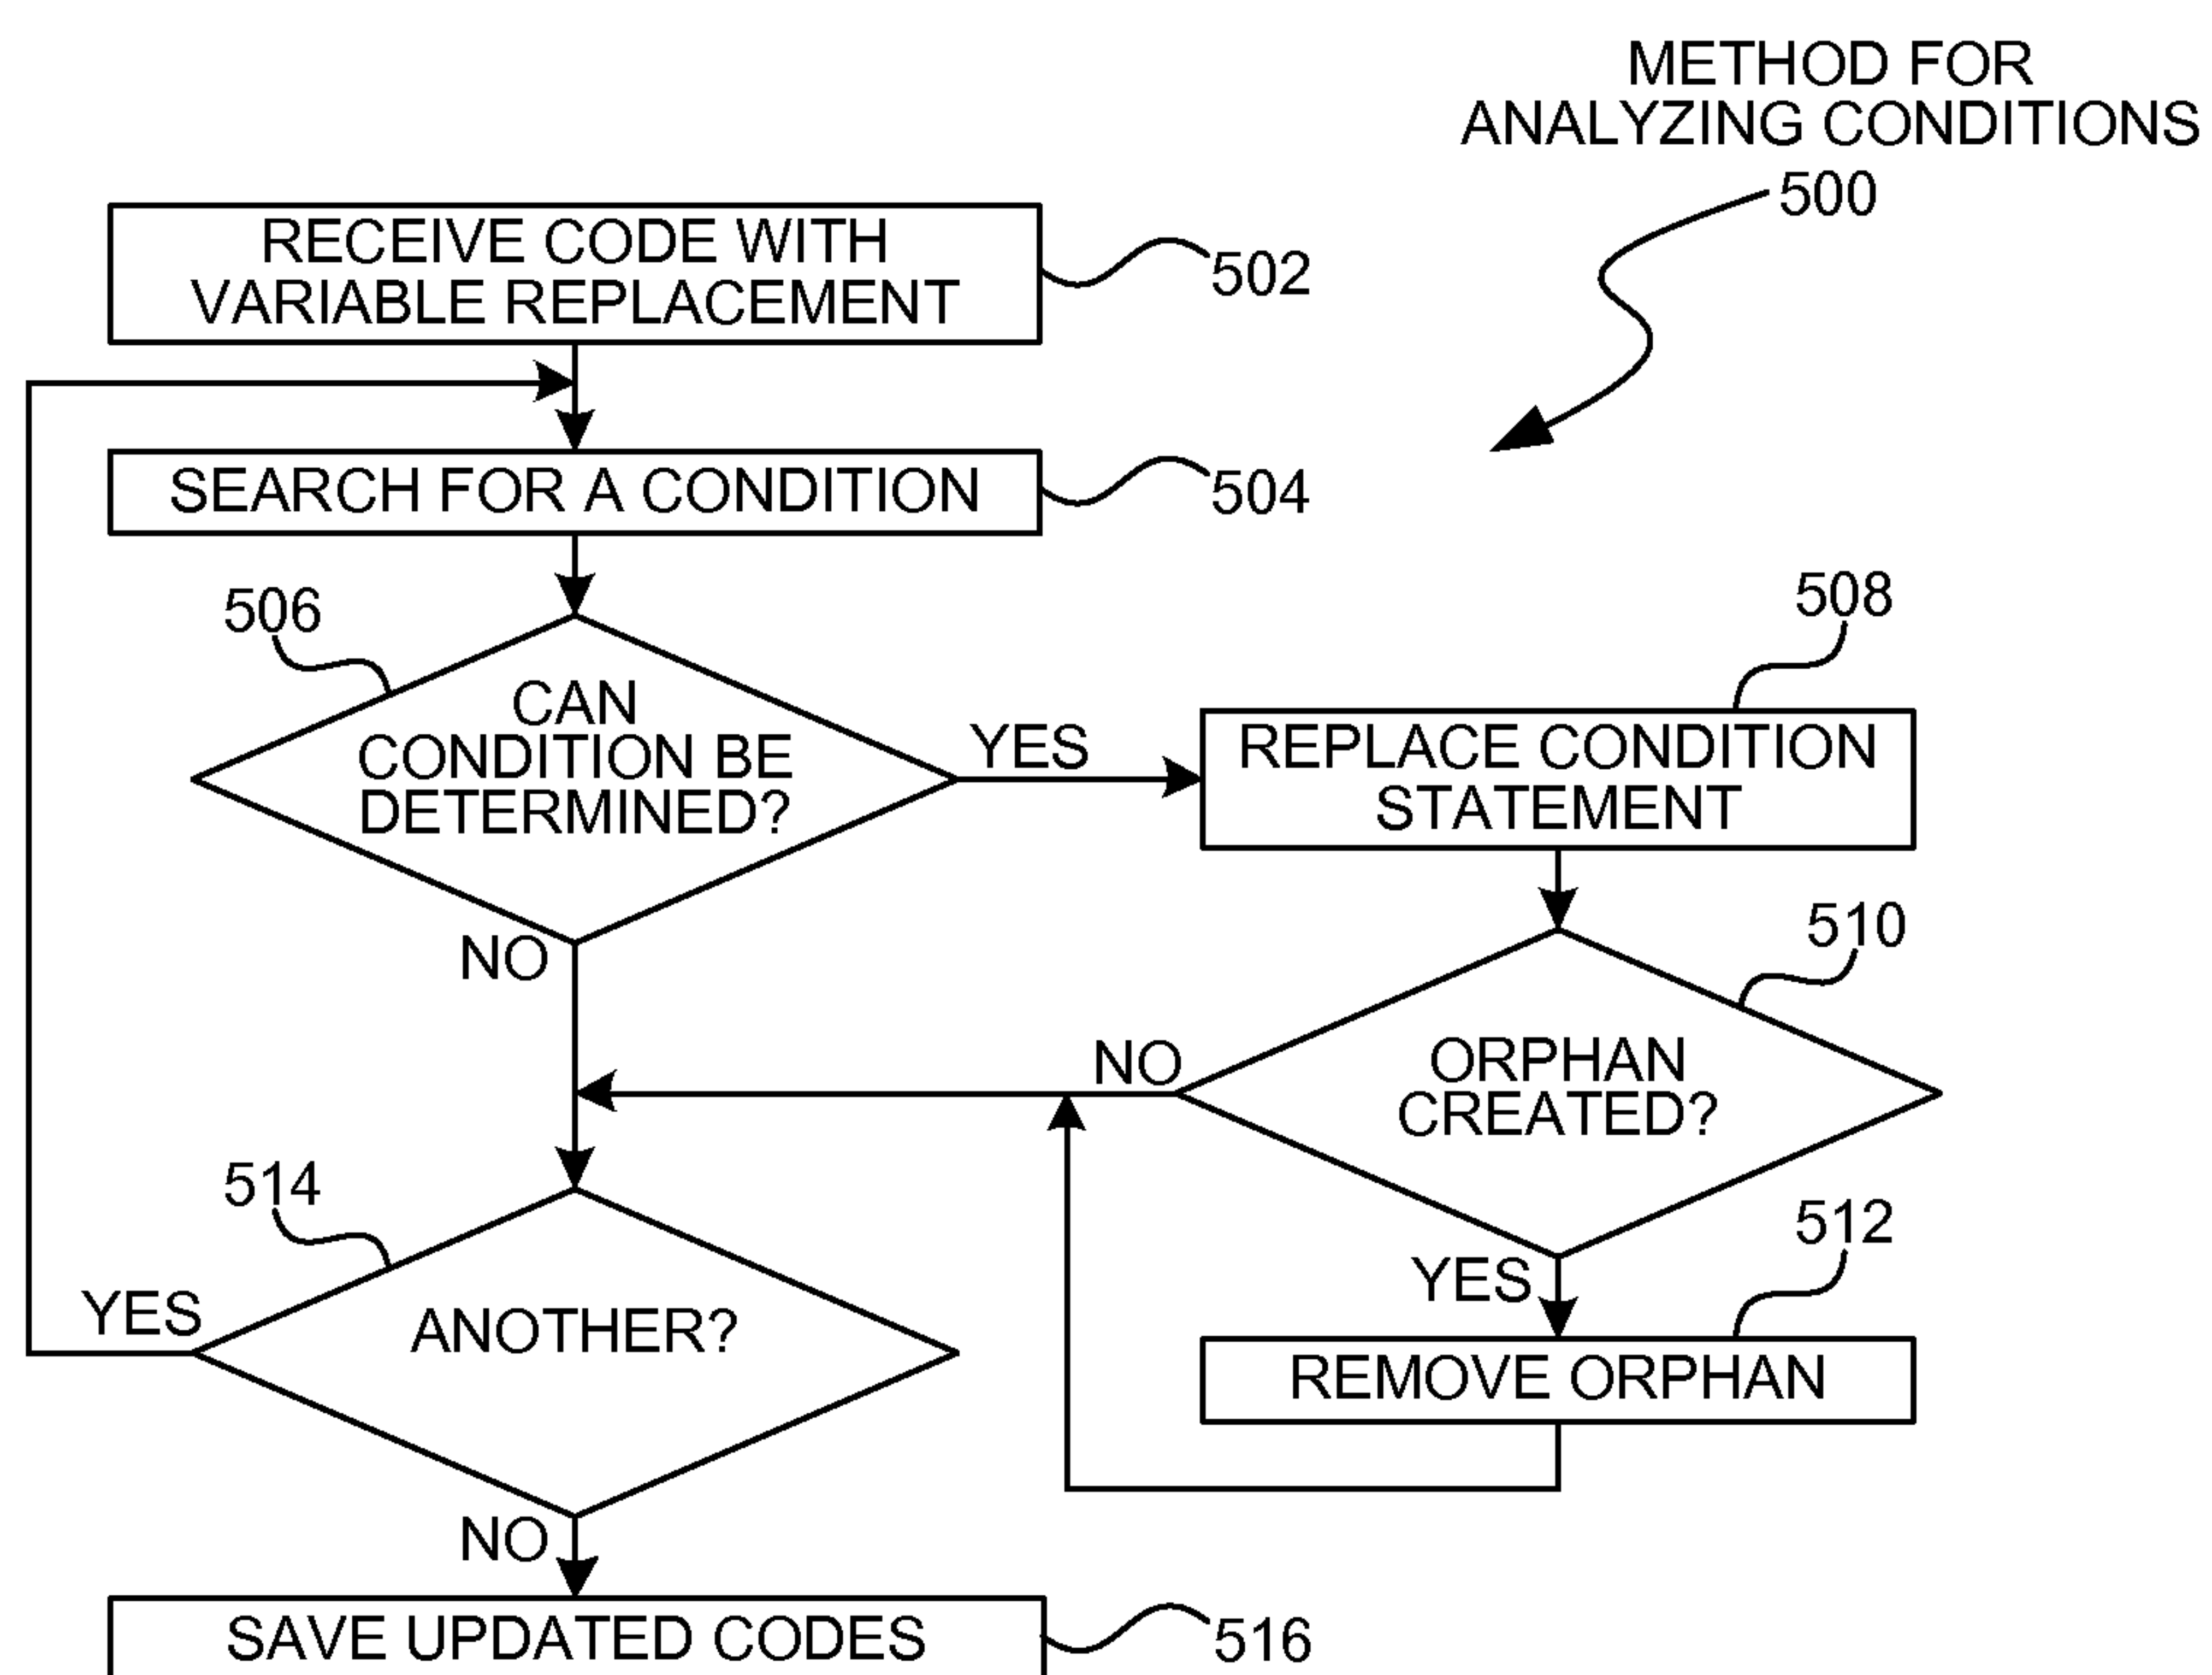 METHOD FOR
ANALYZING CONDITIONS
500
RECEIVE CODE WITH
VARIABLE REPLACEMENT
502
SEARCH FOR A CONDITION
504
506
CAN
CONDITION BE
DETERMINED?
YES
NO
508
REPLACE CONDITION
STATEMENT
510
ORPHAN
CREATED?
NO
YES
512
REMOVE ORPHAN
514
ANOTHER?
YES
NO
SAVE UPDATED CODES
516